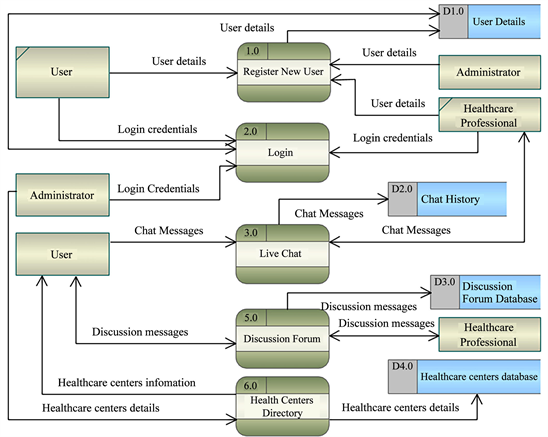 D1.0
User Details
User details
1.0
Register New User
User
User details
User details
Administrator
User details
Healthcare
Professional
Login credentials
2.0
Login
Login credentials
Administrator
Login Credentials
D2.0
Chat History
Chat Messages
3.0
Live Chat
User
Chat Messages
Chat Messages
D3.0
Discussion
Forum Database
Discussion messages
5.0
Discussion Forum
Discussion messages
Discussion messages
Healthcare
Professional
D4.0
Healthcare centers database
Healthcare centers infomation
6.0
Health Centers
Directory
Healthcare centers details
Healthcare centers details